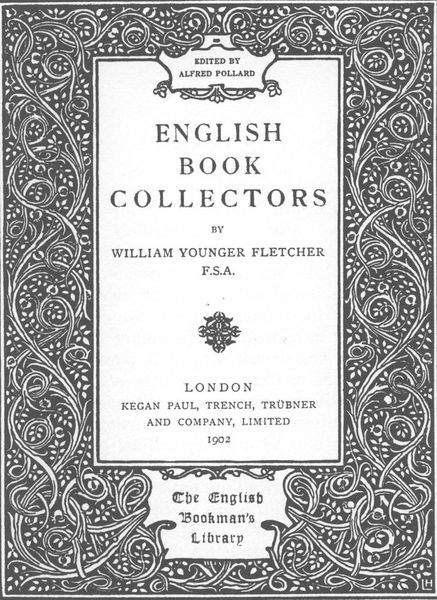 EDITED BY
ALFRED POLLARD
ENGLISH
BOOK
COLLECTORS
BY
WILLIAM YOUNGER FLETCHER
F.S.A.
LONDON
KEGAN PAUL, TRENCH, TRÜBNER
AND COMPANY, LIMITED
1902
The English
Bookman's
Library
LH